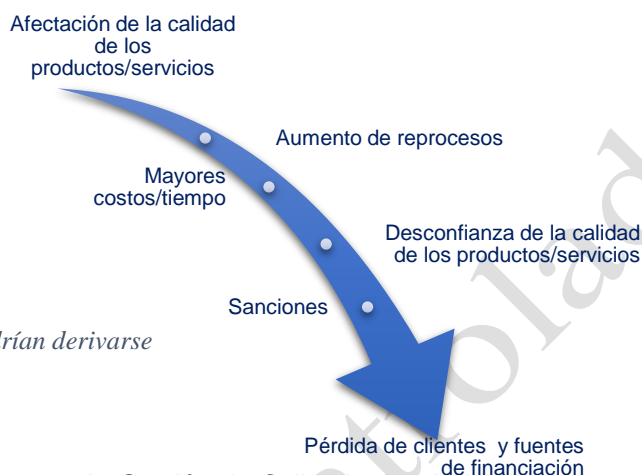 Afectación de la calidad
de los
productos/servicios
Aumento de reprocesos
Mayores
costos/tiempo
Desconfianza de la calidad
de los productos/servicios
Sanciones
derivarse
Pérdida de clientes y fuentes
de financiación